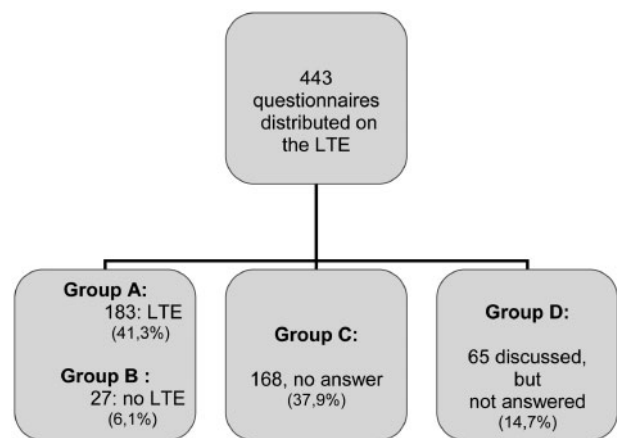 443
questionnaires
distributed on
the LTE
Group A:
183: LTE
(41,3%)
Group B :
27: no LTE
(6,1%)
Group C:
168, no answer
(37,9%)
Group D:
65 discussed,
but
not answered
(14,7%)